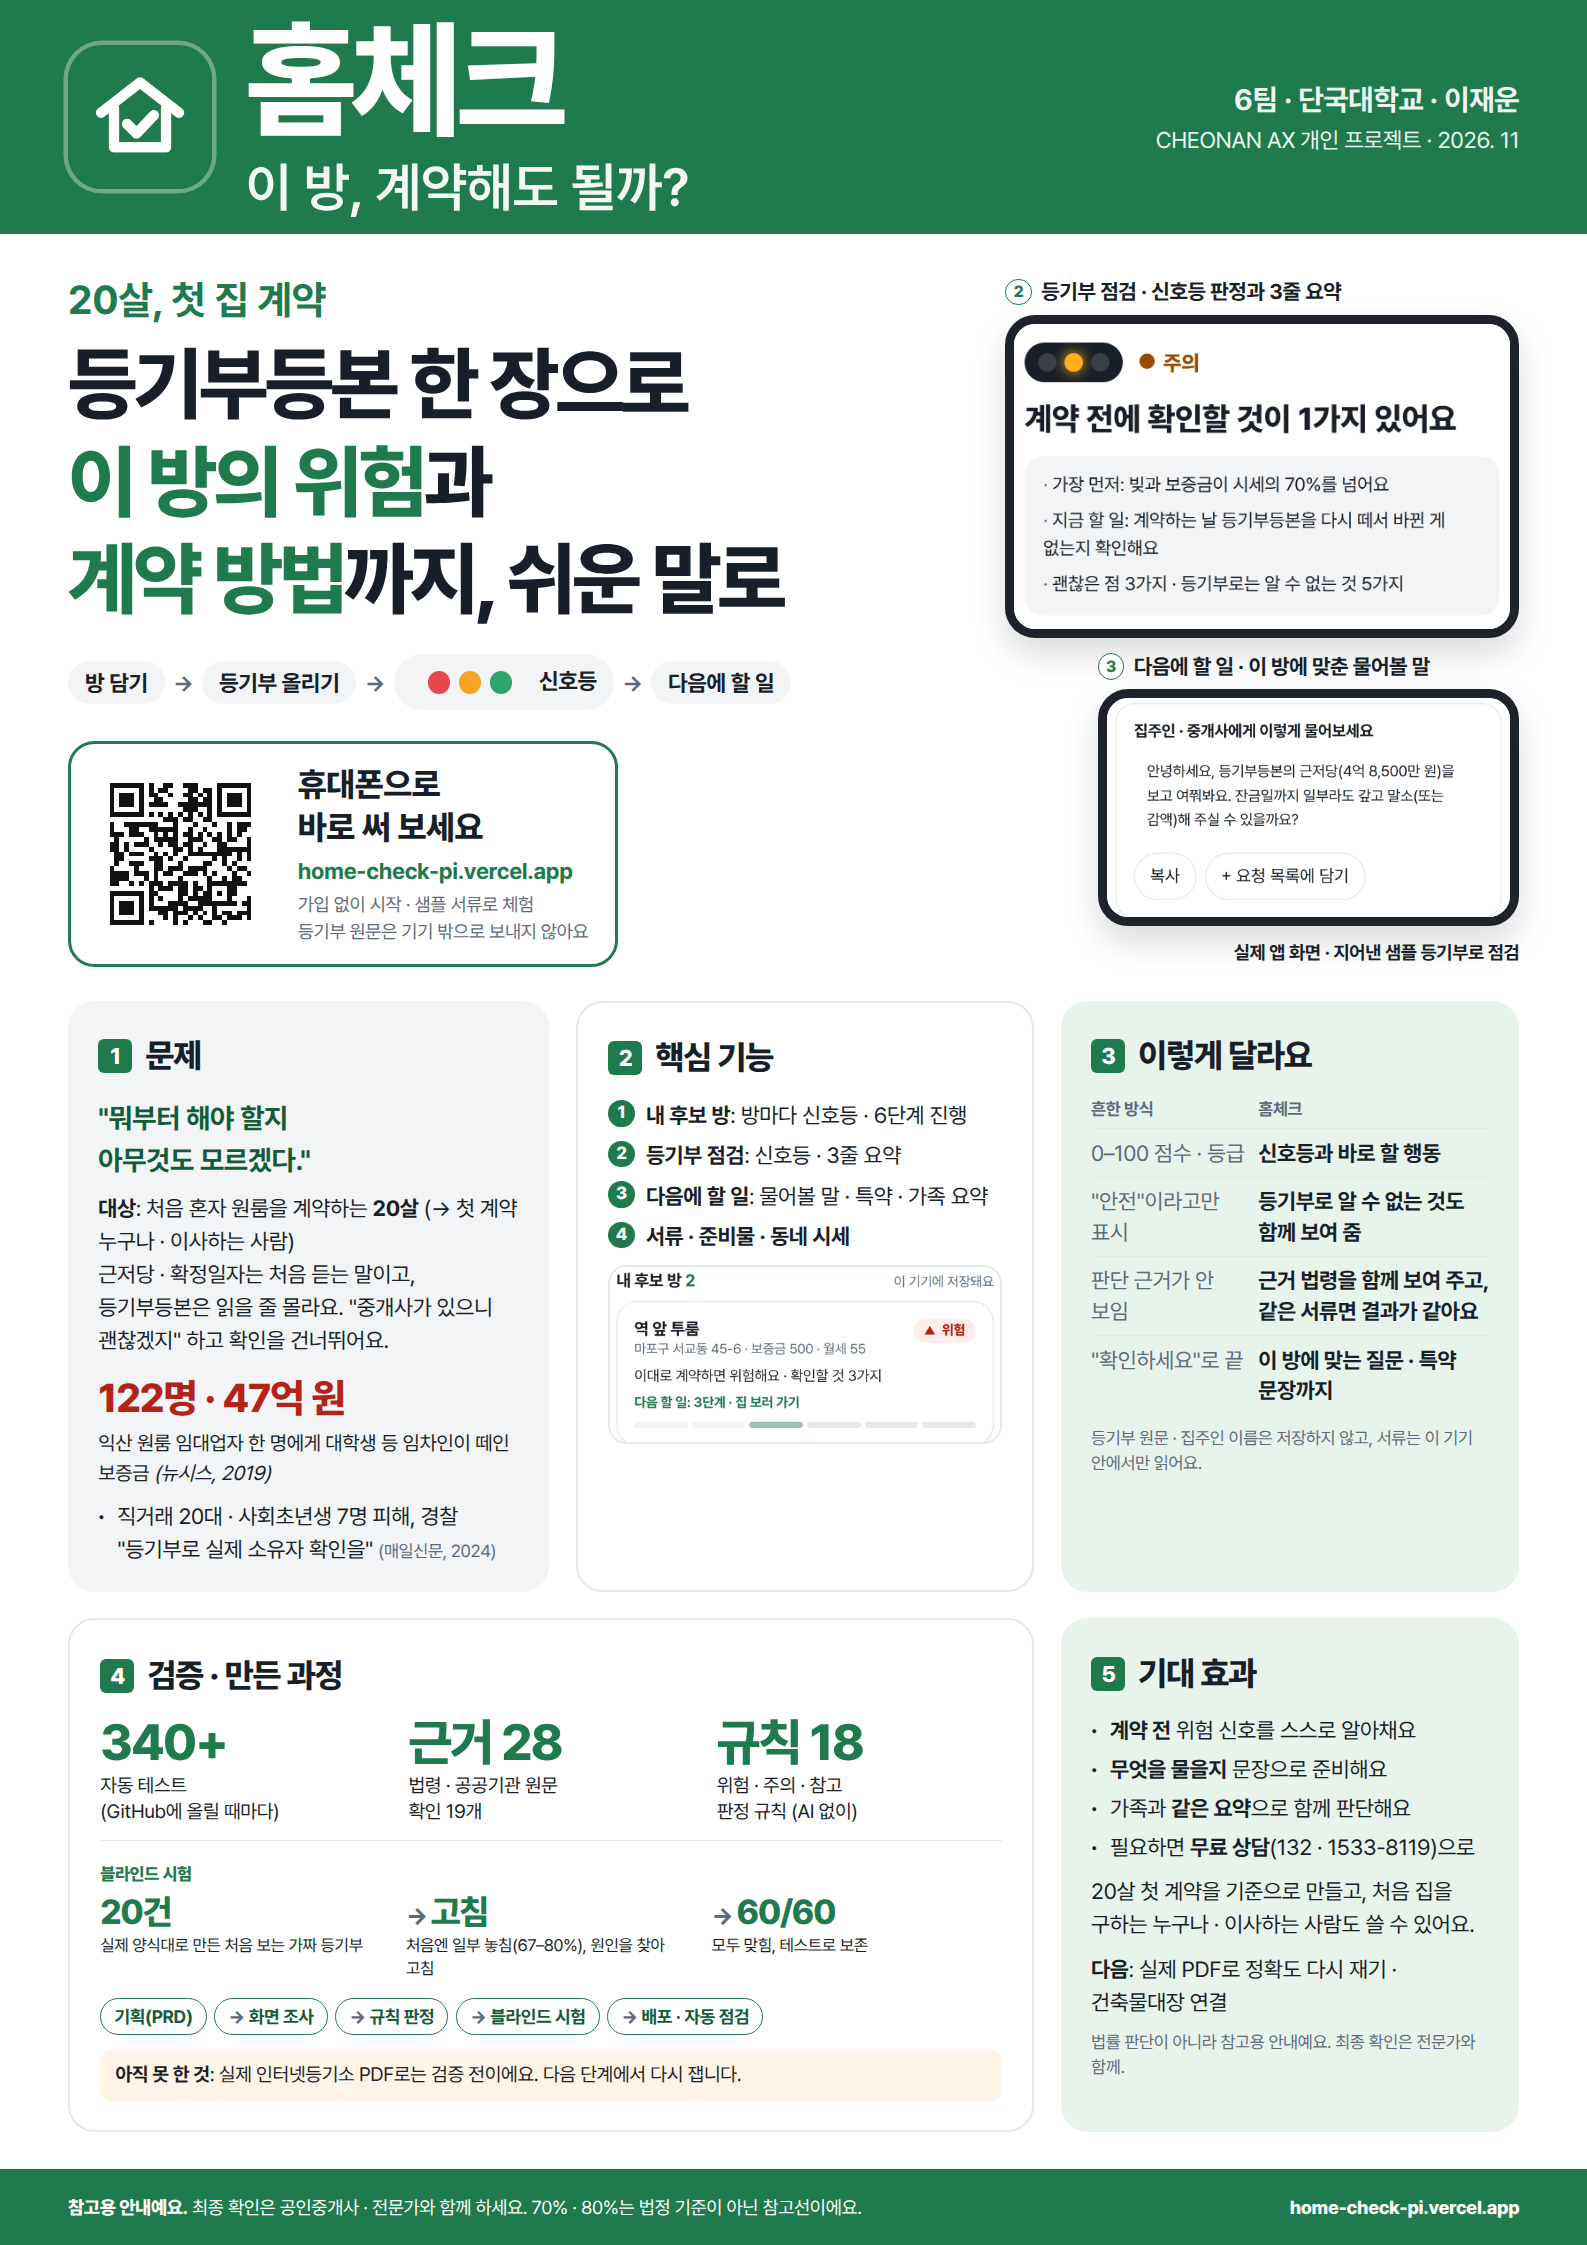 홈체크
이 방, 계약해도 될까?
6팀 · 단국대학교 · 이재운
CHEONAN AX 개인 프로젝트 · 2026. 11
20살, 첫 집 계약
등기부등본 한 장으로
이 방의 위험과
계약 방법까지, 쉬운 말로
방 담기 → 등기부 올리기 → 신호등 → 다음에 할 일
휴대폰으로
바로 써 보세요
home-check-pi.vercel.app
가입 없이 시작 · 샘플 서류로 체험
등기부 원문은 기기 밖으로 보내지 않아요
2 등기부 점검 · 신호등 판정과 3줄 요약
주의
계약 전에 확인할 것이 1가지 있어요
· 가장 먼저: 빚과 보증금이 시세의 70%를 넘어요
· 지금 할 일: 계약하는 날 등기부등본을 다시 떼서 바뀐 게
없는지 확인해요
· 괜찮은 점 3가지 · 등기부로는 알 수 없는 것 5가지
3 다음에 할 일 · 이 방에 맞춘 물어볼 말
집주인 · 중개사에게 이렇게 물어보세요
안녕하세요, 등기부등본의 근저당(4억 8,500만 원)을
보고 여쭤봐요. 잔금일까지 일부라도 갚고 말소(또는
감액)해 주실 수 있을까요?
복사 + 요청 목록에 담기
실제 앱 화면 · 지어낸 샘플 등기부로 점검
1 문제
"뭐부터 해야 할지
아무것도 모르겠다."
대상: 처음 혼자 원룸을 계약하는 20살 (→ 첫 계약
누구나 · 이사하는 사람)
근저당 · 확정일자는 처음 듣는 말이고,
등기부등본은 읽을 줄 몰라요. "중개사가 있으니
괜찮겠지" 하고 확인을 건너뛰어요.
122명 · 47억 원
익산 원룸 임대업자 한 명에게 대학생 등 임차인이 떼인
보증금 (뉴시스, 2019)
• 직거래 20대 · 사회초년생 7명 피해, 경찰
"등기부로 실제 소유자 확인을" (매일신문, 2024)
2 핵심 기능
1 내 후보 방: 방마다 신호등 · 6단계 진행
2 등기부 점검: 신호등 · 3줄 요약
3 다음에 할 일: 물어볼 말 · 특약 · 가족 요약
4 서류 · 준비물 · 동네 시세
내 후보 방 2 이 기기에 저장돼요
역 앞 투룸 ▲ 위험
마포구 서교동 45-6 · 보증금 500 · 월세 55
이대로 계약하면 위험해요 · 확인할 것 3가지
다음 할 일: 3단계 · 집 보러 가기
3 이렇게 달라요
흔한 방식 홈체크
0–100 점수 · 등급 신호등과 바로 할 행동
"안전"이라고만 등기부로 알 수 없는 것도
표시 함께 보여 줌
판단 근거가 안 근거 법령을 함께 보여 주고,
보임 같은 서류면 결과가 같아요
"확인하세요"로 끝 이 방에 맞는 질문 · 특약
문장까지
등기부 원문 · 집주인 이름은 저장하지 않고, 서류는 이 기기
안에서만 읽어요.
4 검증 · 만든 과정
340+ 근거 28 규칙 18
자동 테스트 법령 · 공공기관 원문 위험 · 주의 · 참고
(GitHub에 올릴 때마다) 확인 19개 판정 규칙 (AI 없이)
블라인드 시험
20건 → 고침 → 60/60
실제 양식대로 만든 처음 보는 가짜 등기부 처음엔 일부 놓침(67–80%), 원인을 찾아 모두 맞힘, 테스트로 보존
고침
기획(PRD) → 화면 조사 → 규칙 판정 → 블라인드 시험 → 배포 · 자동 점검
아직 못 한 것: 실제 인터넷등기소 PDF로는 검증 전이에요. 다음 단계에서 다시 잽니다.
5 기대 효과
• 계약 전 위험 신호를 스스로 알아채요
• 무엇을 물을지 문장으로 준비해요
• 가족과 같은 요약으로 함께 판단해요
• 필요하면 무료 상담(132 · 1533-8119)으로
20살 첫 계약을 기준으로 만들고, 처음 집을
구하는 누구나 · 이사하는 사람도 쓸 수 있어요.
다음: 실제 PDF로 정확도 다시 재기 ·
건축물대장 연결
법률 판단이 아니라 참고용 안내예요. 최종 확인은 전문가와
함께.
참고용 안내예요. 최종 확인은 공인중개사 · 전문가와 함께 하세요. 70% · 80%는 법정 기준이 아닌 참고선이에요.
home-check-pi.vercel.app